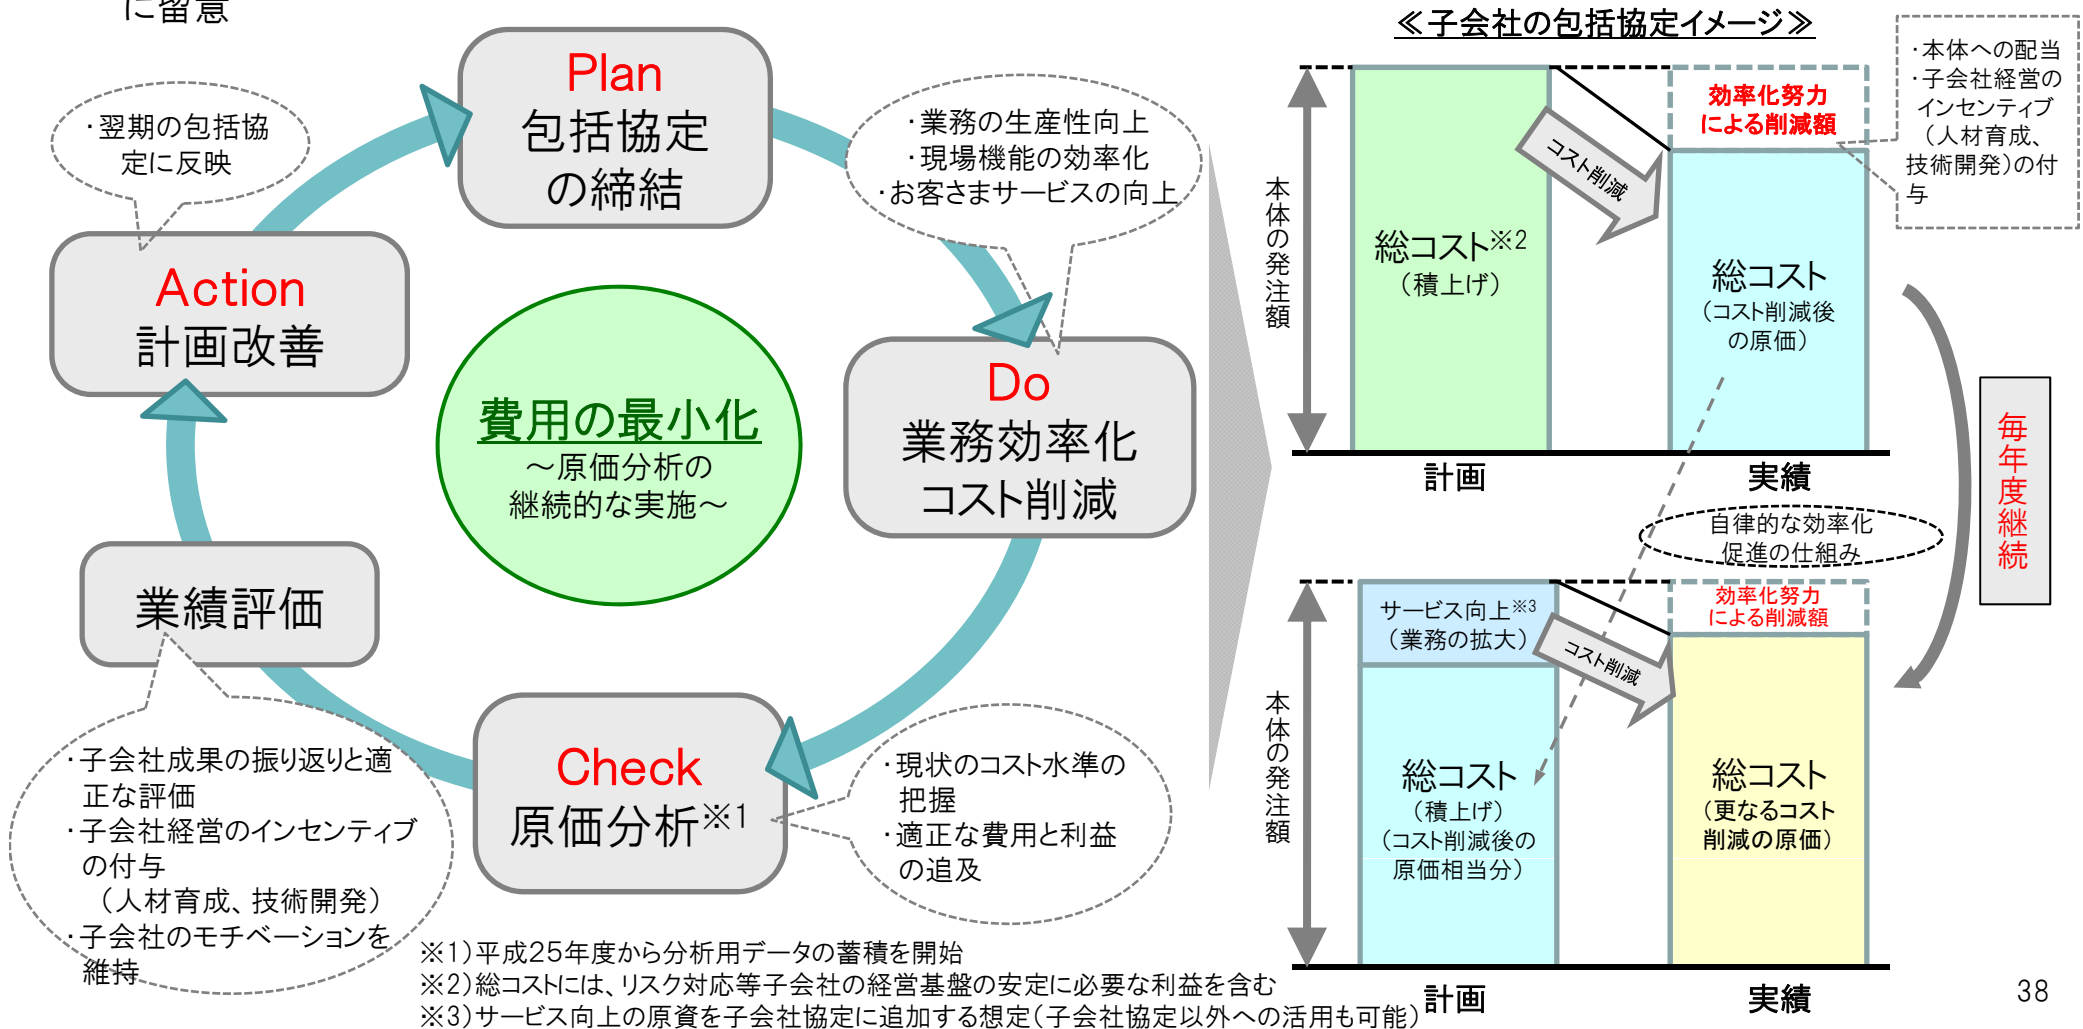 に留意
Plan
包括協定
の締結
・翌期の包括協
定に反映
・業務の生産性向上
・現場機能の効率化
・お客さまサービスの向上
Action
計画改善
費用の最小化
～原価分析の
継続的な実施～
Do
業務効率化
コスト削減
業績評価
Check
原価分析※1
・子会社成果の振り返りと適
正な評価
・子会社経営のインセンティブ
の付与
（人材育成、技術開発）
・子会社のモチベーションを
維持
・現状のコスト水準の
把握
・適正な費用と利益
の追及
※1）平成25年度から分析用データの蓄積を開始
※2）総コストには、リスク対応等子会社の経営基盤の安定に必要な利益を含む
※3）サービス向上の原資を子会社協定に追加する想定（子会社協定以外への活用も可能）
≪子会社の包括協定イメージ≫
・本体への配当
・子会社経営の
インセンティブ
（人材育成、
技術開発）の付
与
本体の発注額
総コスト※2
（積上げ）
コスト削減
効率化努力
による削減額
総コスト
（コスト削減後
の原価）
計画
実績
自律的な効率化
促進の仕組み
毎年度継続
本体の発注額
サービス向上※3
（業務の拡大）
コスト削減
効率化努力
による削減額
総コスト
（積上げ）
（コスト削減後の
原価相当分）
総コスト
（更なるコスト
削減の原価）
計画
実績
38